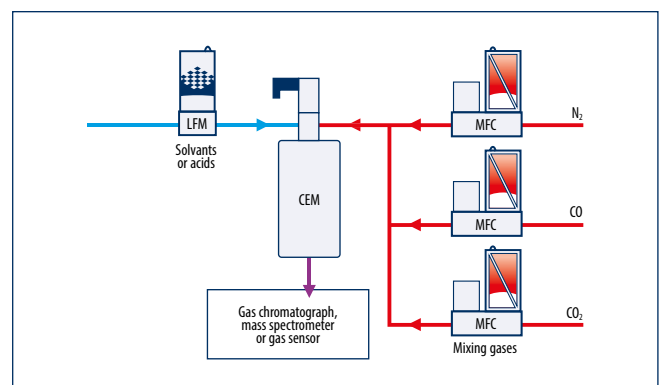 LFM
Solvants
or acids
CEM
Gas chromatograph,
mass spectrometer
or gas sensor
MFC
N₂
MFC
CO
MFC
CO₂
Mixing gases